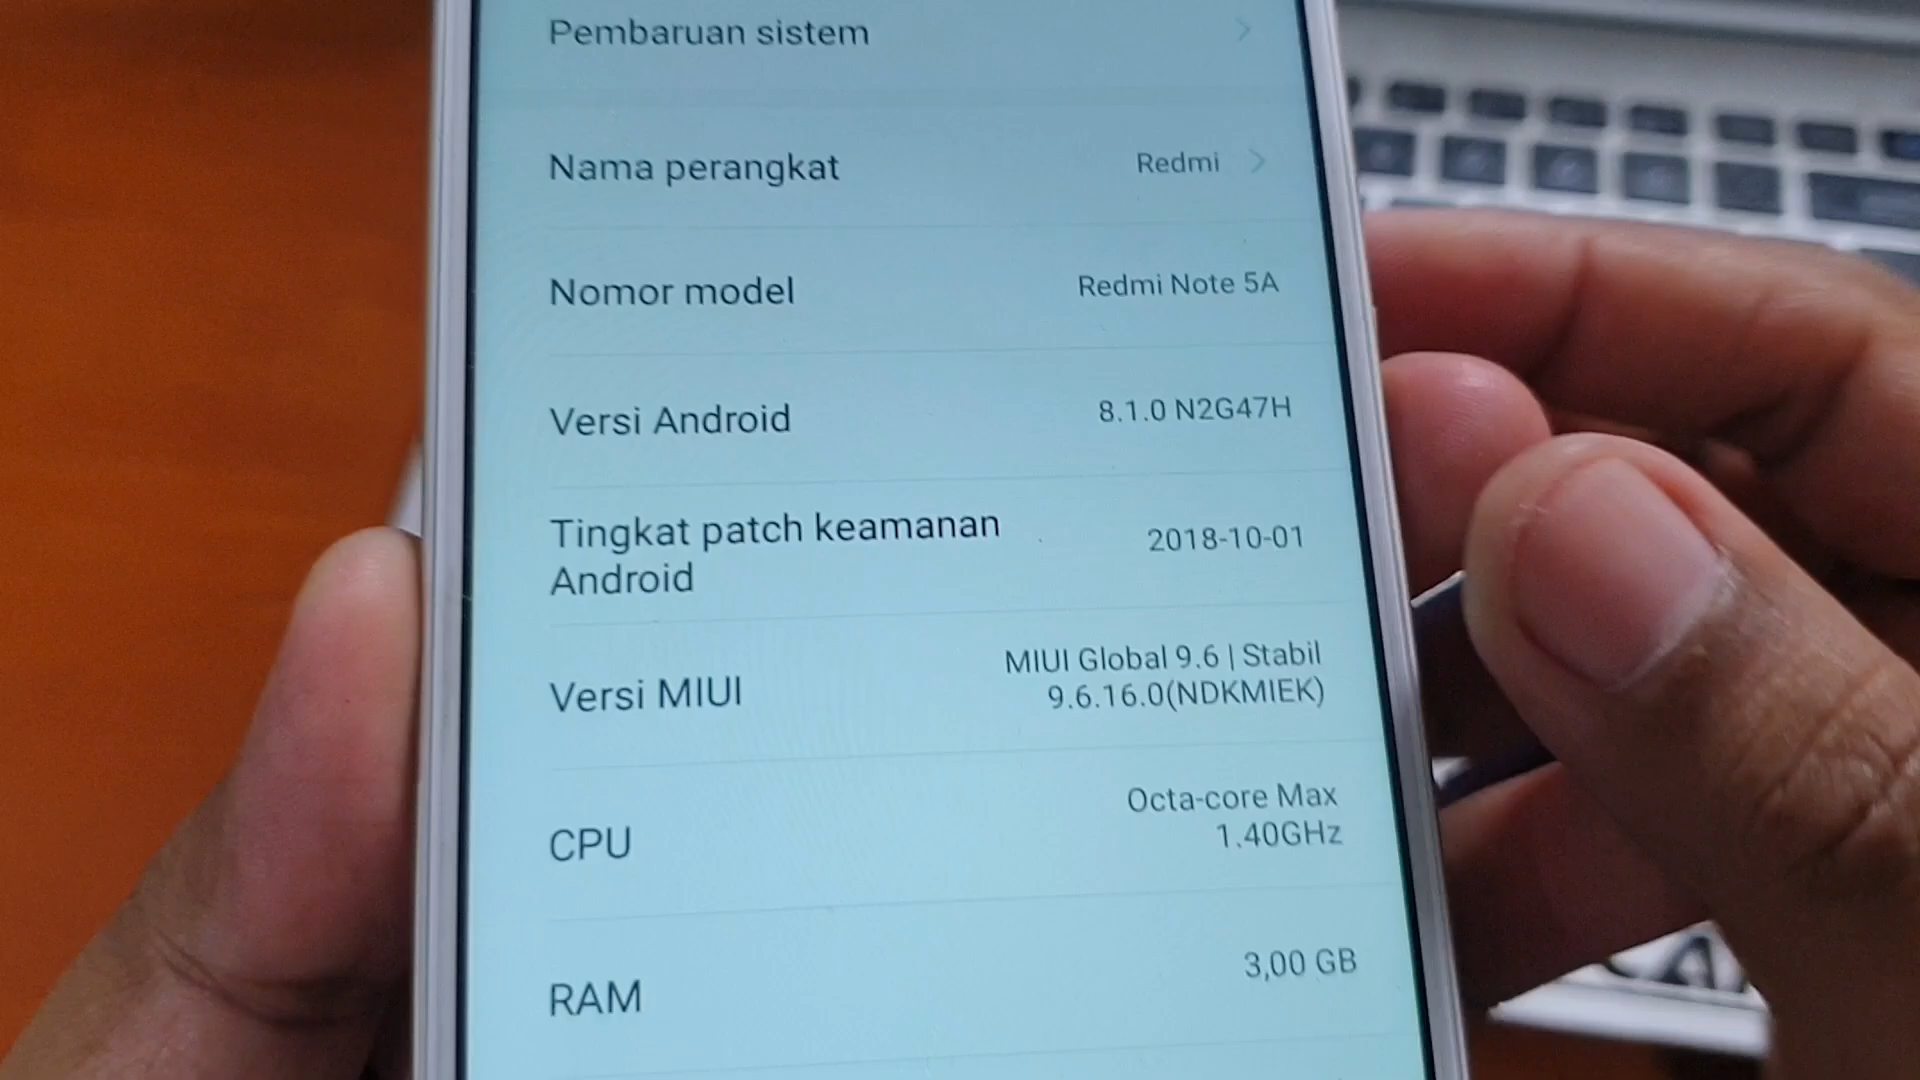 Pembaruan sistem
Nama perangkat
Redmi
Nomor model
Redmi Note 5A
Versi Android
8.1.0 N2G47H
Tingkat patch keamanan
Android
2018-10-01
Versi MIUI
MIUI Global 9.6 | Stabil
9.6.16.0(NDKMIEK)
CPU
Octa-core Max
1.40GHz
RAM
3,00 GB